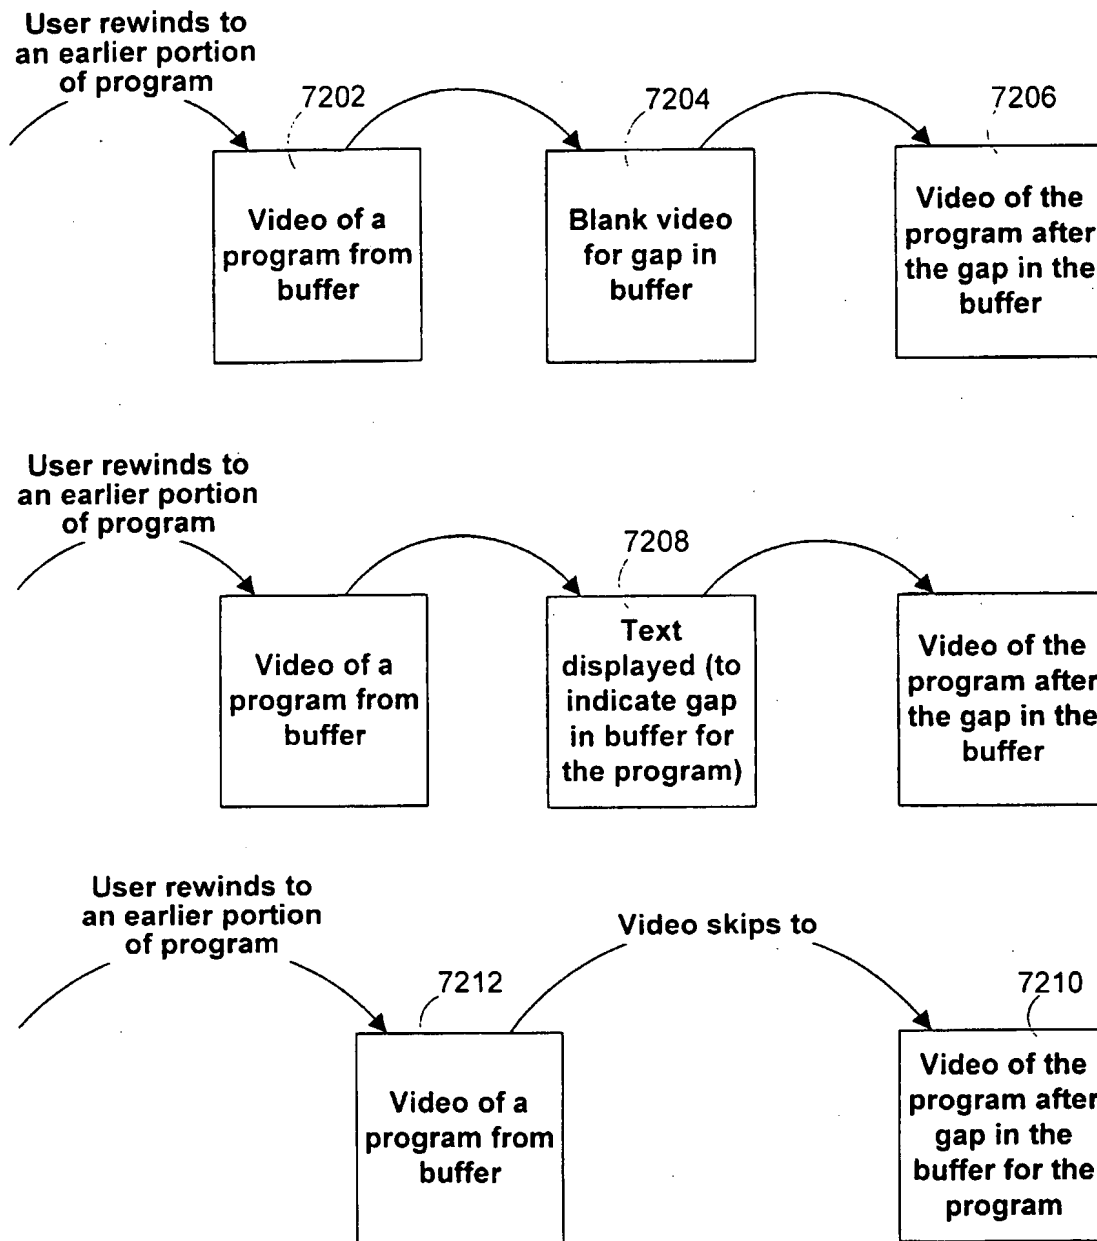 User rewinds to
an earlier portion
of program
7202
7204
7206
Video of a
program from
buffer
Blank video
for gap in
buffer
Video of the
program after
the gap in the
buffer
User rewinds to
an earlier portion
of program
7208
Video of a
program from
buffer
Text
displayed (to
indicate gap
in buffer for
the program)
Video of the
program after
the gap in the
buffer
User rewinds to
an earlier portion
of program
Video skips to
7212
7210
Video of a
program from
buffer
Video of the
program after
gap in the
buffer for the
program